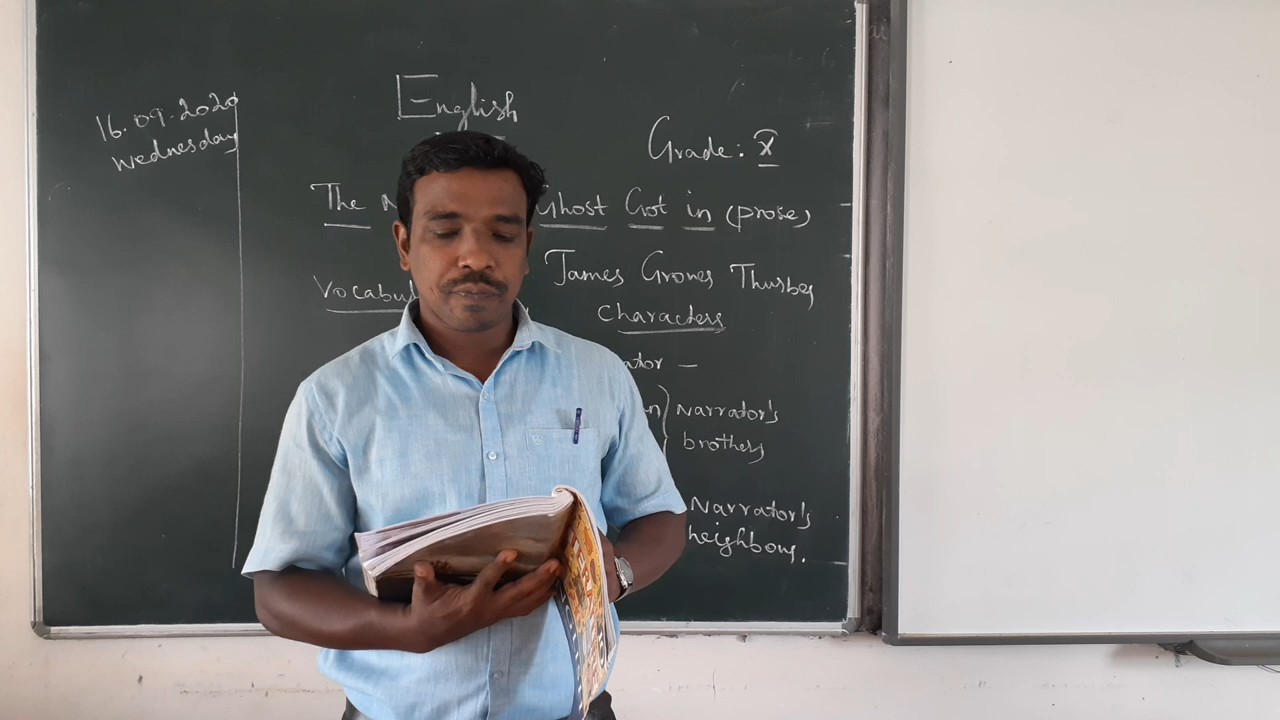 16.09.2020
Wednesday
English
Grade: X
The Ghost Got in (prose)
James Grones Thurber
Vocabul
Characters
ator —
Narrator's
brothers
Narrator's
neighbour.